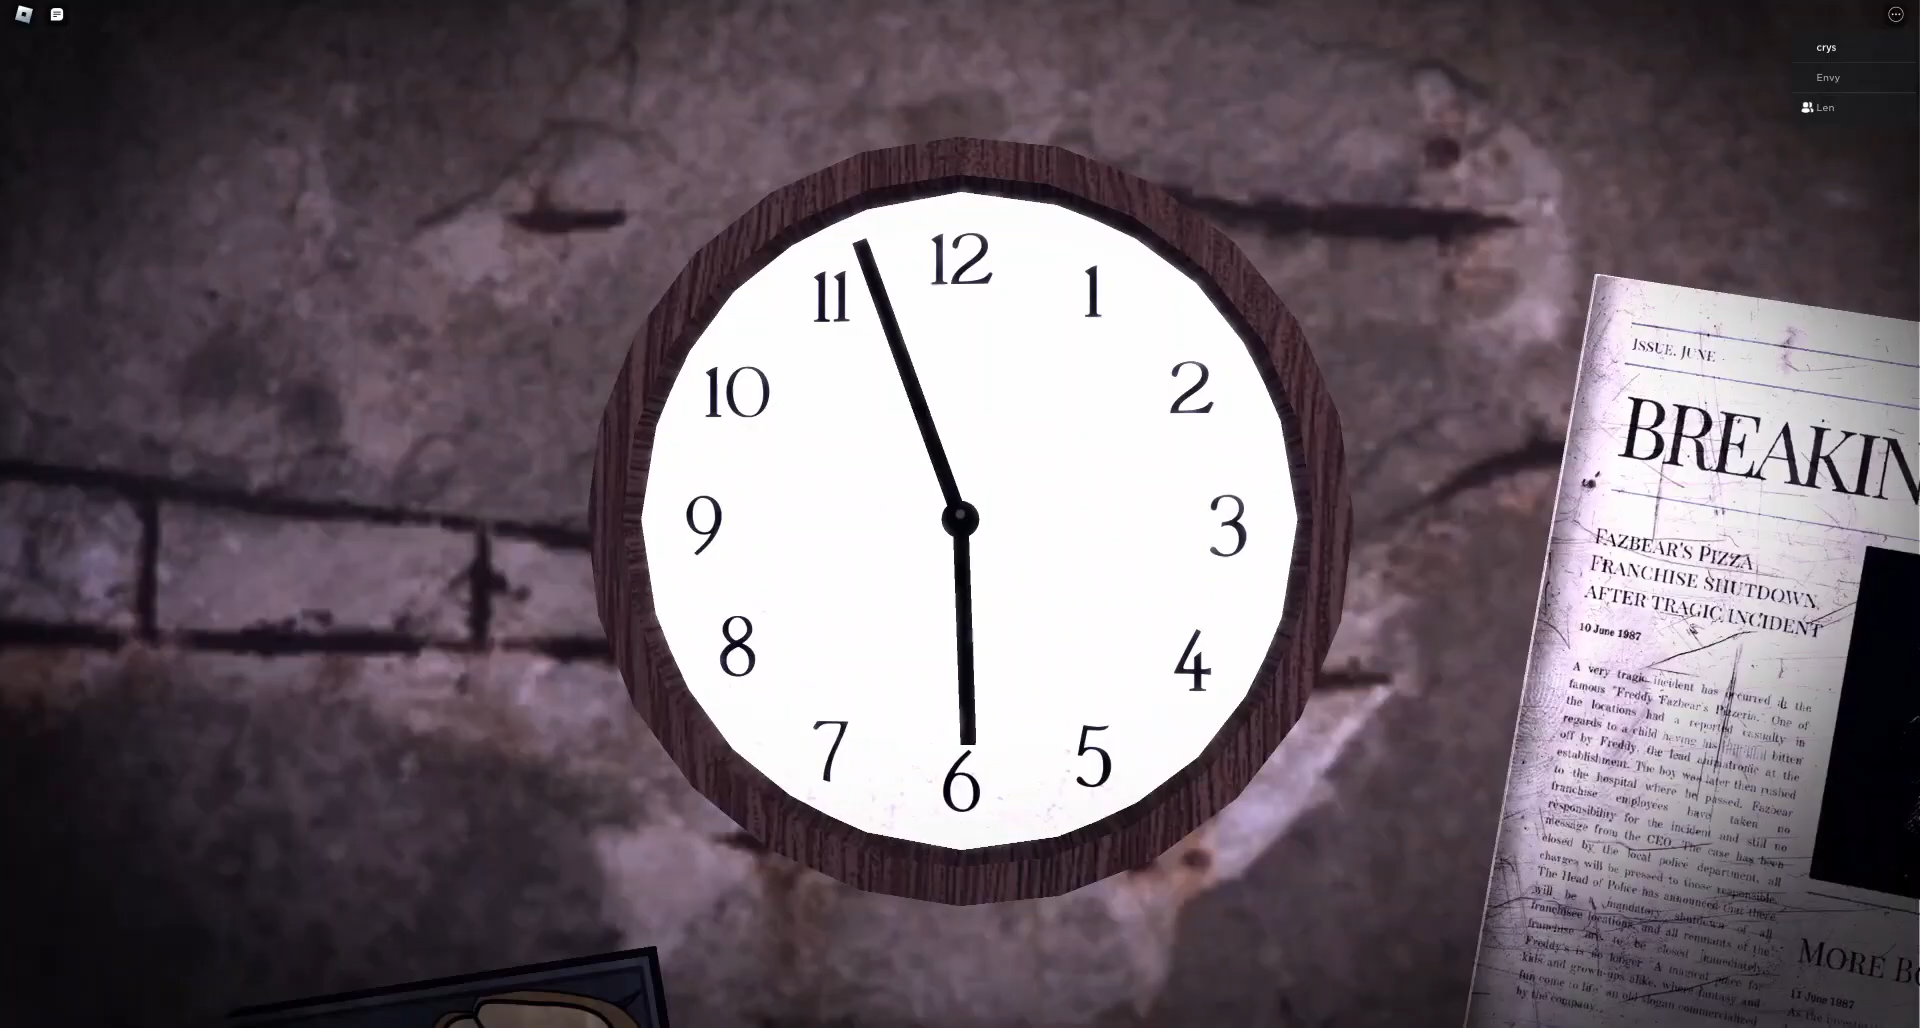 crys
Envy
Len
12
11
1
10
2
9
3
8
4
7
5
6
ISSUE. JUNE
BREAKIN
FAZBEAR'S PIZZA
FRANCHISE SHUTDOWN
AFTER TRAGIC INCIDENT
10 June 1987
A very tragic incident has occurred at the
famous "Freddy Fazbear's Pizzeria." One of
the locations had a reported casualty in
regards to a child having his bitten
off by Freddy, the lead animatronic at the
establishment. The boy was later then rushed
to the hospital where he passed. Fazbear
franchise employees have taken no
responsibility for the incident and still no
message from the CEO. The case has been
closed by the local police department, all
charges will be pressed to those responsible.
The Head of Police has announced that there
will be a mandatory shutdown of all
franchisee locations, and all remnants of the
franchise are to be closed immediately.
Freddy's is no longer. A magical place for
kids and grown-ups alike, where fantasy and
fun come to life an old slogan commercialized
by the company.
MORE B
11 June 1987
As the